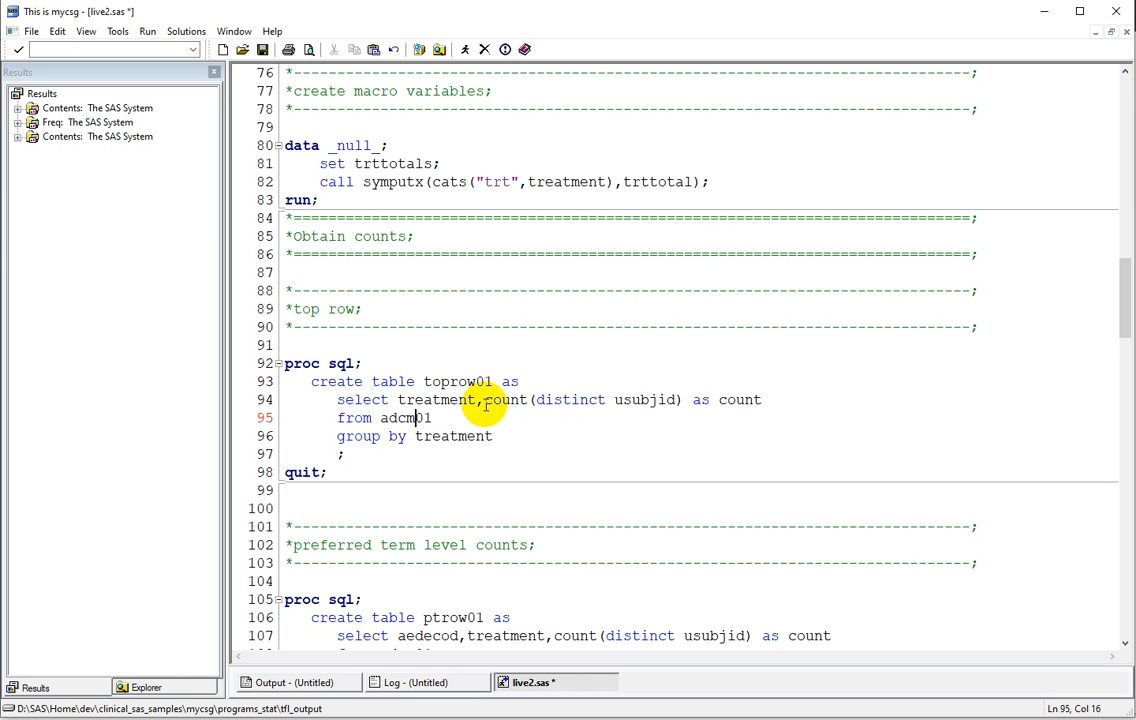 This is mycsg - [live2.sas *]
File Edit View Tools Run Solutions Window Help
Results
Results
Contents: The SAS System
Freq: The SAS System
Contents: The SAS System
76 *------------------------------------------------------------------------------;
77 *create macro variables;
78 *------------------------------------------------------------------------------;
79
80 data _null_;
81 set trttotals;
82 call symputx(cats("trt",treatment),trttotal);
83 run;
84 *==============================================================================;
85 *Obtain counts;
86 *==============================================================================;
87
88 *------------------------------------------------------------------------------;
89 *top row;
90 *------------------------------------------------------------------------------;
91
92 proc sql;
93 create table toprow01 as
94 select treatment,count(distinct usubjid) as count
95 from adcm01
96 group by treatment
97 ;
98 quit;
99
100
101 *------------------------------------------------------------------------------;
102 *preferred term level counts;
103 *------------------------------------------------------------------------------;
104
105 proc sql;
106 create table ptrow01 as
107 select aedecod,treatment,count(distinct usubjid) as count
Results Explorer
Output - (Untitled) Log - (Untitled) live2.sas *
D:\SAS\Home\dev\clinical_sas_samples\mycsg\programs_stat\tfl_output
Ln 95, Col 16